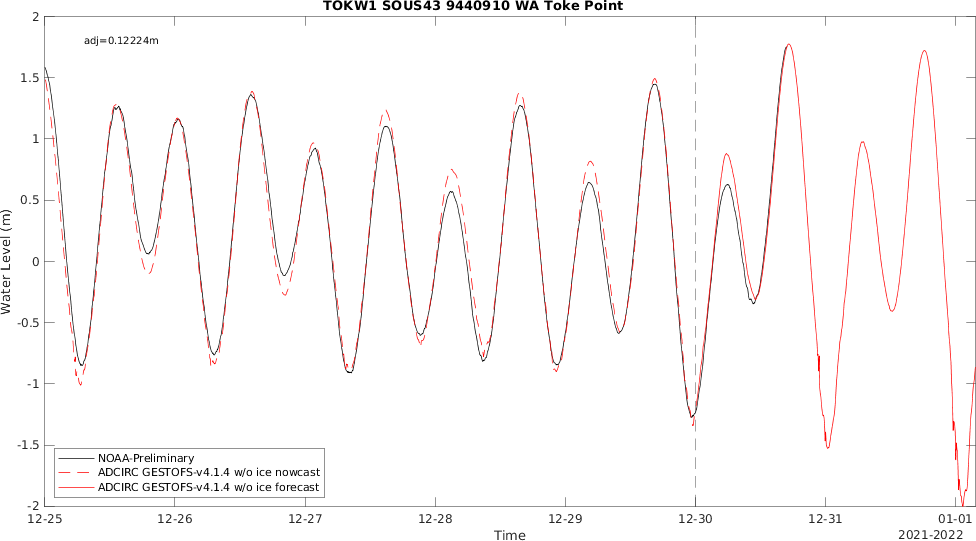 TOKW1 SOUS43 9440910 WA Toke Point
adj=0.12224m
Water Level (m)
2
1.5
1
0.5
0
-0.5
-1
-1.5
-2
NOAA-Preliminary
ADCIRC GESTOFS-v4.1.4 w/o ice nowcast
ADCIRC GESTOFS-v4.1.4 w/o ice forecast
12-25 12-26 12-27 12-28 12-29 12-30 12-31 01-01
Time
2021-2022